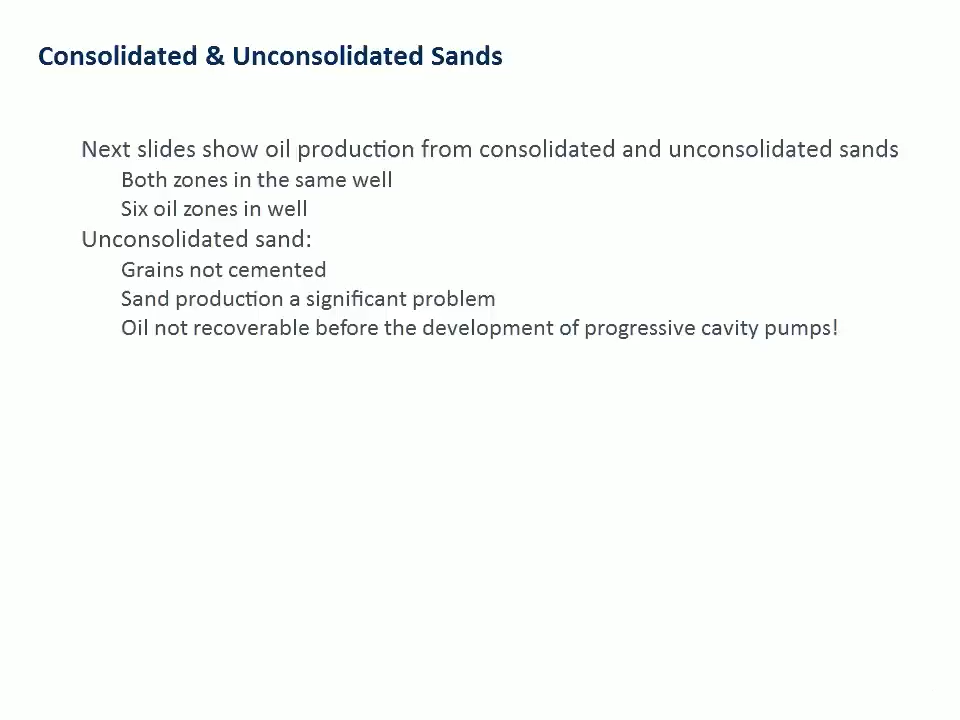 Consolidated & Unconsolidated Sands
Next slides show oil production from consolidated and unconsolidated sands
Both zones in the same well
Six oil zones in well
Unconsolidated sand:
Grains not cemented
Sand production a significant problem
Oil not recoverable before the development of progressive cavity pumps!